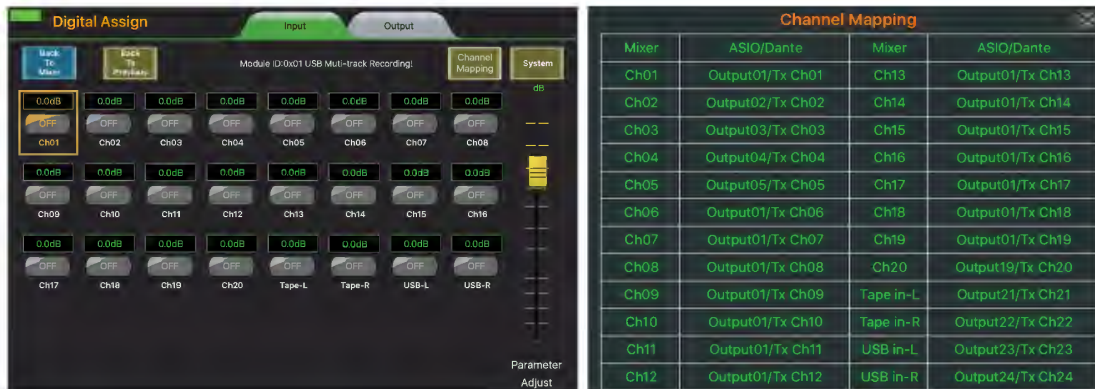 Digital Assign
Input
Output
Back To Mixer
Back To Previous
Module ID:0x01 USB Muti-track Recording!
Channel Mapping
System
dB
0.0dB 0.0dB 0.0dB 0.0dB 0.0dB 0.0dB 0.0dB 0.0dB
OFF OFF OFF OFF OFF OFF OFF OFF
Ch01 Ch02 Ch03 Ch04 Ch05 Ch06 Ch07 Ch08
0.0dB 0.0dB 0.0dB 0.0dB 0.0dB 0.0dB 0.0dB 0.0dB
OFF OFF OFF OFF OFF OFF OFF OFF
Ch09 Ch10 Ch11 Ch12 Ch13 Ch14 Ch15 Ch16
0.0dB 0.0dB 0.0dB 0.0dB 0.0dB 0.0dB 0.0dB 0.0dB
OFF OFF OFF OFF OFF OFF OFF OFF
Ch17 Ch18 Ch19 Ch20 Tape-L Tape-R USB-L USB-R
Parameter
Adjust
Channel Mapping
Mixer ASIO/Dante Mixer ASIO/Dante
Ch01 Output01/Tx Ch01 Ch13 Output01/Tx Ch13
Ch02 Output02/Tx Ch02 Ch14 Output01/Tx Ch14
Ch03 Output03/Tx Ch03 Ch15 Output01/Tx Ch15
Ch04 Output04/Tx Ch04 Ch16 Output01/Tx Ch16
Ch05 Output05/Tx Ch05 Ch17 Output01/Tx Ch17
Ch06 Output01/Tx Ch06 Ch18 Output01/Tx Ch18
Ch07 Output01/Tx Ch07 Ch19 Output01/Tx Ch19
Ch08 Output01/Tx Ch08 Ch20 Output19/Tx Ch20
Ch09 Output01/Tx Ch09 Tape in-L Output21/Tx Ch21
Ch10 Output01/Tx Ch10 Tape in-R Output22/Tx Ch22
Ch11 Output01/Tx Ch11 USB in-L Output23/Tx Ch23
Ch12 Output01/Tx Ch12 USB in-R Output24/Tx Ch24